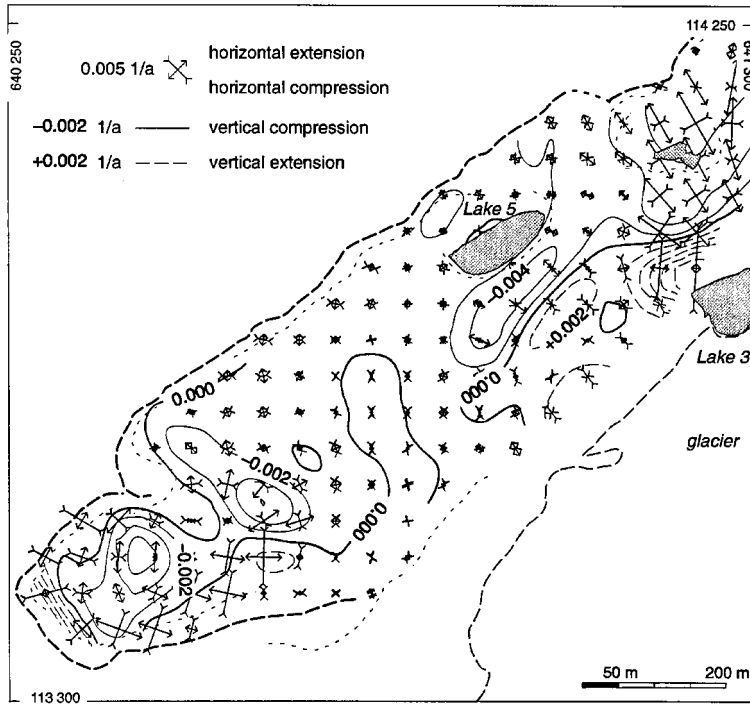 640 250
114 250
641 300
0.005 1/a
horizontal extension
horizontal compression
−0.002 1/a
vertical compression
+0.002 1/a
vertical extension
Lake 5
−0.004
+0.002
Lake 3
0.000
0.000
glacier
−0.002
0.000
−0.002
50 m
200 m
113 300